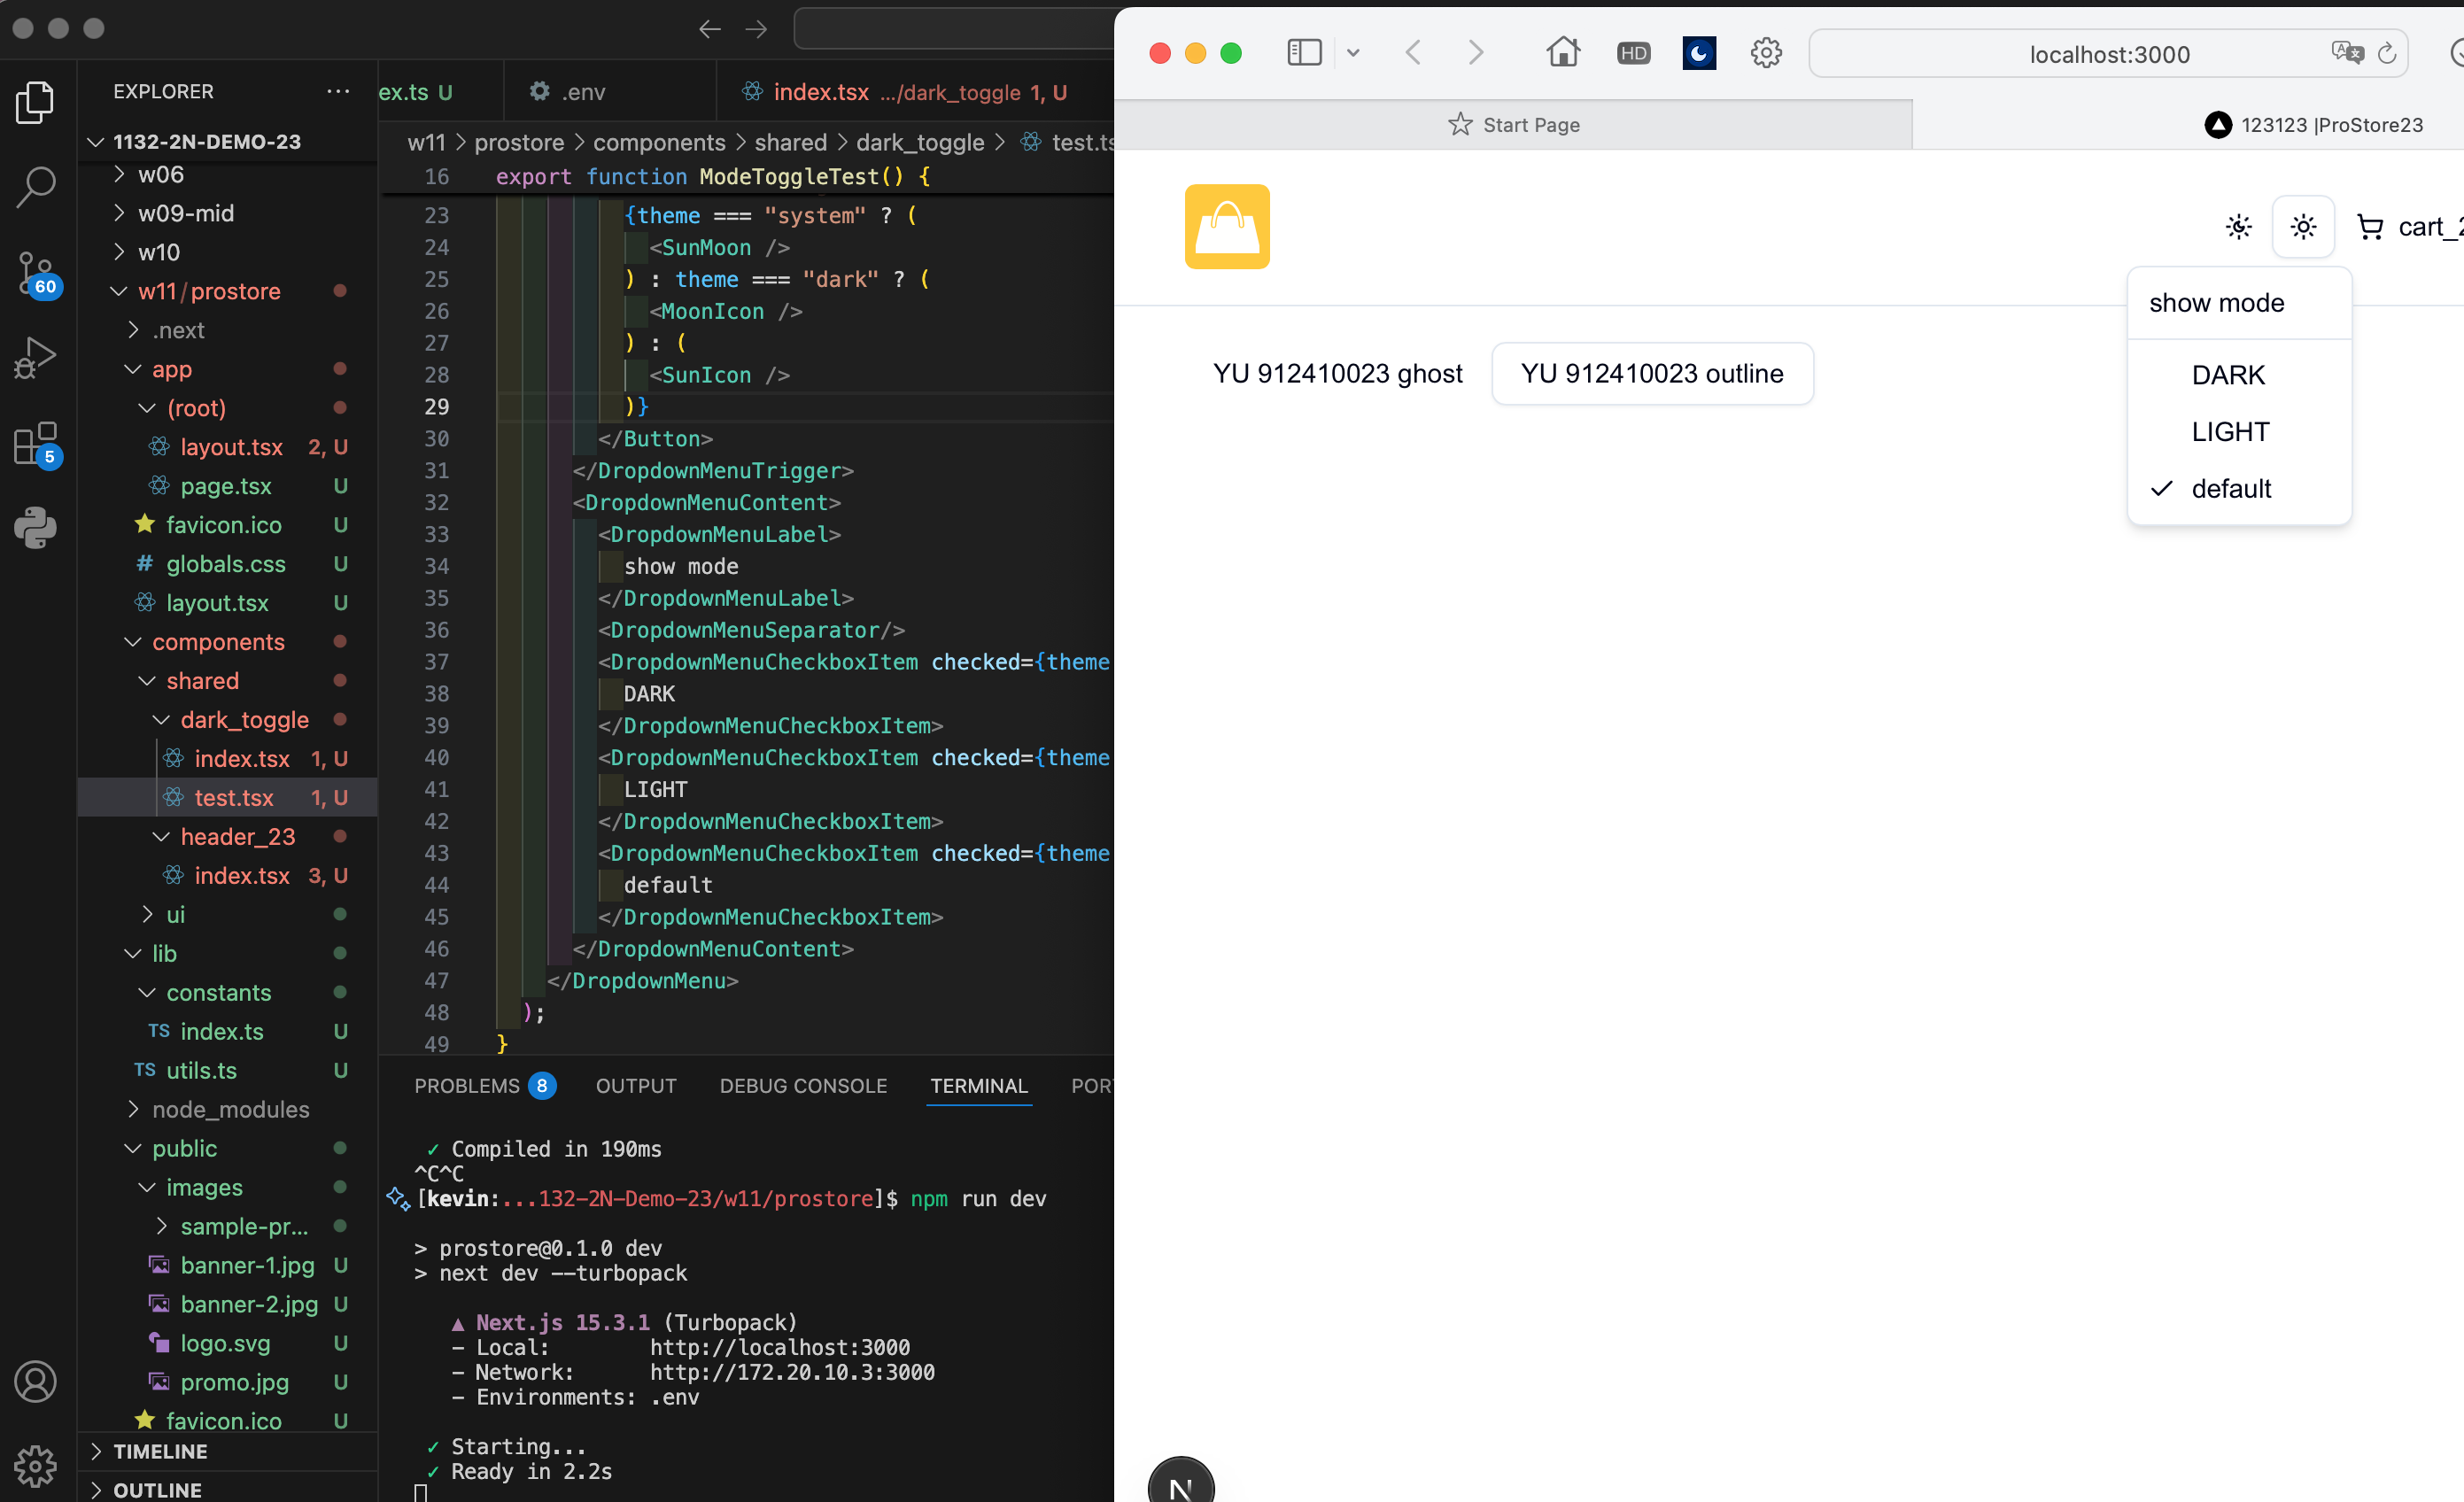 EXPLORER
1132-2N-DEMO-23
w06
w09-mid
w10
w11/prostore
.next
app
(root)
layout.tsx 2, U
page.tsx U
favicon.ico U
# globals.css U
layout.tsx U
components
shared
dark_toggle
index.tsx 1, U
test.tsx 1, U
header_23
index.tsx 3, U
ui
lib
constants
TS index.ts U
TS utils.ts U
node_modules
public
images
sample-pr...
banner-1.jpg U
banner-2.jpg U
logo.svg U
promo.jpg U
favicon.ico U
TIMELINE
OUTLINE
60
5
ex.ts U
.env
index.tsx .../dark_toggle 1, U
w11 > prostore > components > shared > dark_toggle > test.ts
16 export function ModeToggleTest() {
23 {theme === "system" ? (
24 <SunMoon />
25 ) : theme === "dark" ? (
26 <MoonIcon />
27 ) : (
28 <SunIcon />
29 )}
30 </Button>
31 </DropdownMenuTrigger>
32 <DropdownMenuContent>
33 <DropdownMenuLabel>
34 show mode
35 </DropdownMenuLabel>
36 <DropdownMenuSeparator/>
37 <DropdownMenuCheckboxItem checked={theme
38 DARK
39 </DropdownMenuCheckboxItem>
40 <DropdownMenuCheckboxItem checked={theme
41 LIGHT
42 </DropdownMenuCheckboxItem>
43 <DropdownMenuCheckboxItem checked={theme
44 default
45 </DropdownMenuCheckboxItem>
46 </DropdownMenuContent>
47 </DropdownMenu>
48 );
49 }
PROBLEMS 8 OUTPUT DEBUG CONSOLE TERMINAL POR
✓ Compiled in 190ms
^C^C
[kevin:...132-2N-Demo-23/w11/prostore]$ npm run dev
> prostore@0.1.0 dev
> next dev --turbopack
▲ Next.js 15.3.1 (Turbopack)
- Local: http://localhost:3000
- Network: http://172.20.10.3:3000
- Environments: .env
✓ Starting...
✓ Ready in 2.2s
HD
localhost:3000
Start Page
123123 |ProStore23
cart_2
show mode
DARK
LIGHT
✓ default
YU 912410023 ghost
YU 912410023 outline
N